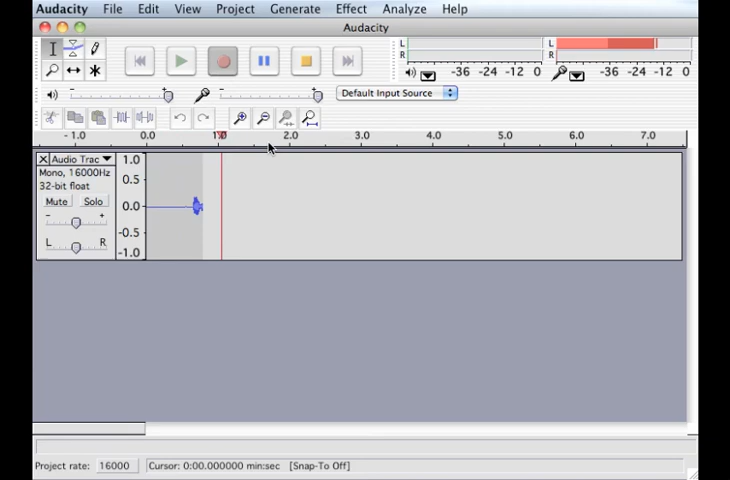 Audacity File Edit View Project Generate Effect Analyze Help
Audacity
L
R
-36 -24 -12 0
L
R
-36 -24 -12 0
- + - +
Default Input Source
- 1.0 0.0 1.0 2.0 3.0 4.0 5.0 6.0 7.0
Audio Trac
Mono, 16000Hz
32-bit float
Mute Solo
- +
L R
1.0
0.5
0.0
-0.5
-1.0
Project rate: 16000 Cursor: 0:00.000000 min:sec [Snap-To Off]